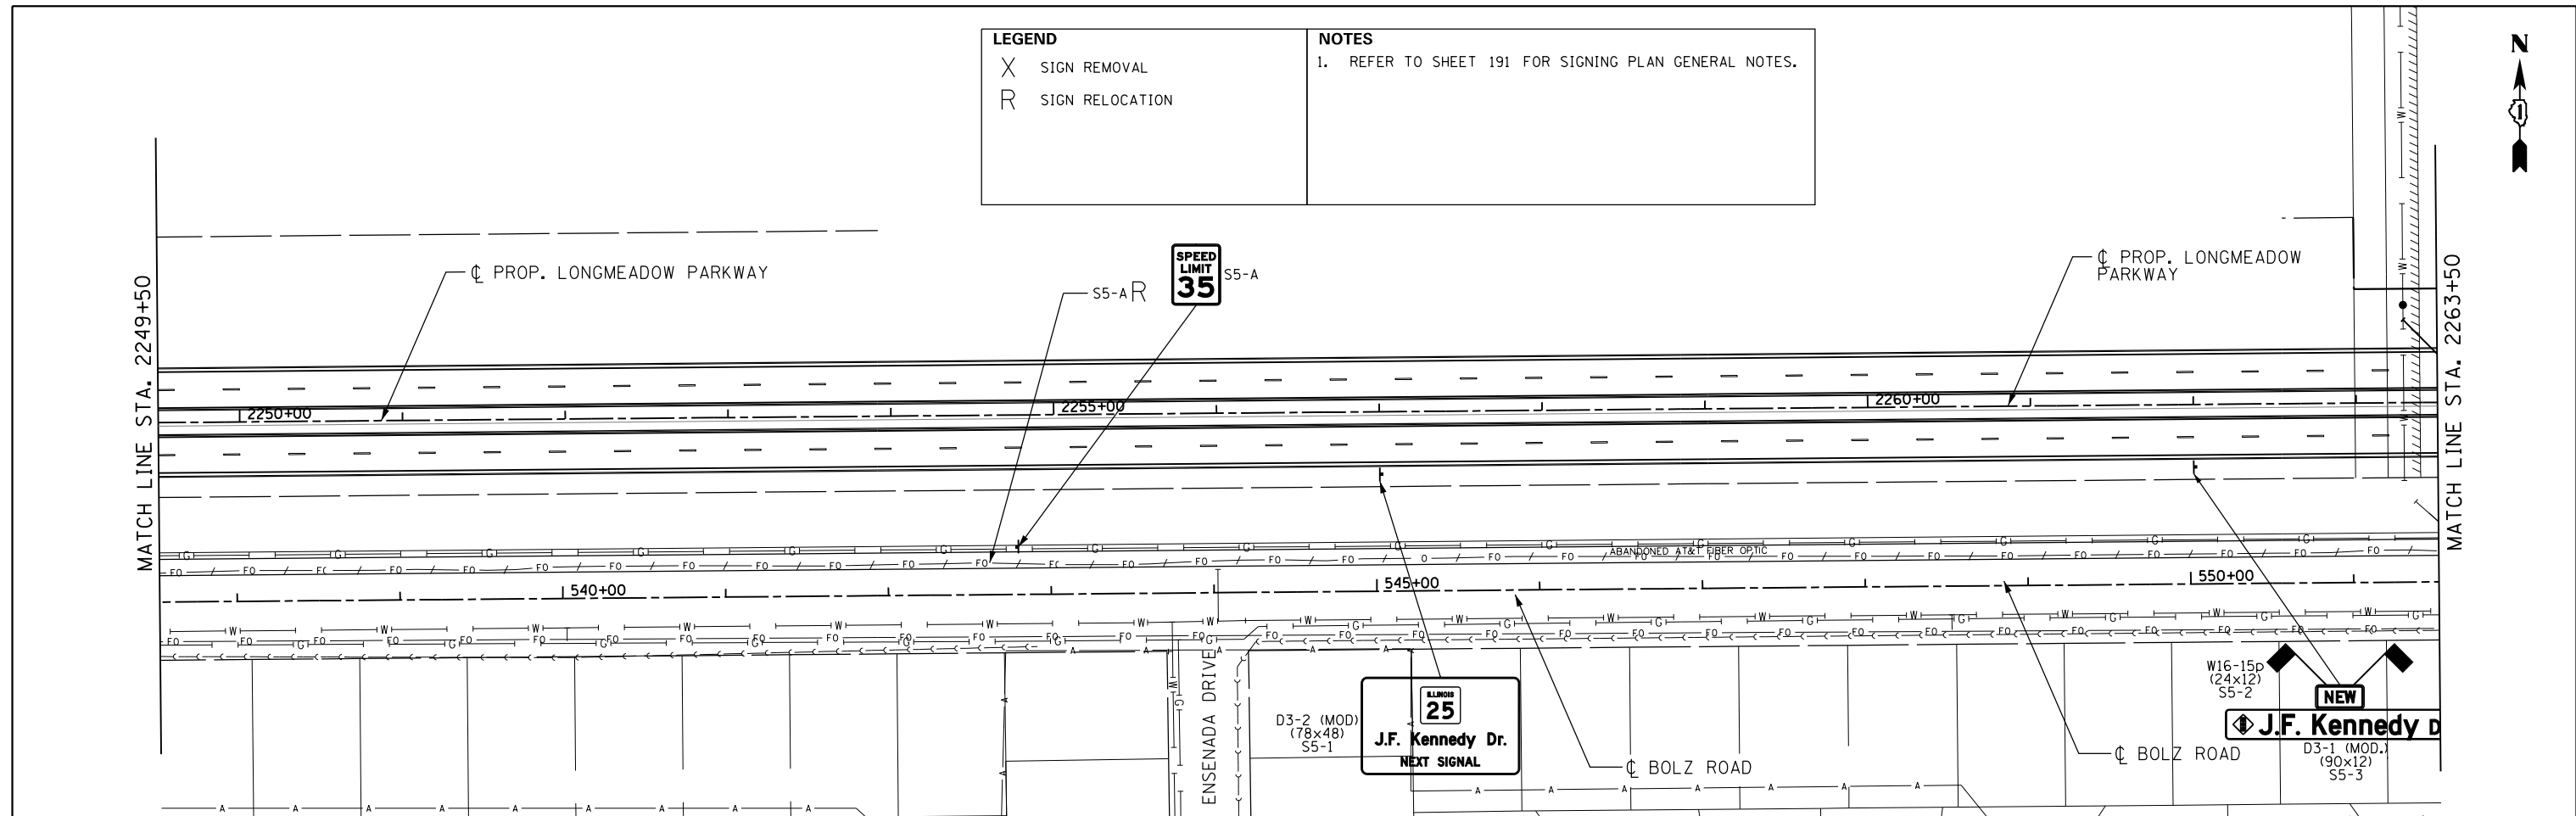 LEGEND
X SIGN REMOVAL
R SIGN RELOCATION
NOTES
1. REFER TO SHEET 191 FOR SIGNING PLAN GENERAL NOTES.
N
1
MATCH LINE STA. 2249+50
MATCH LINE STA. 2263+50
℄ PROP. LONGMEADOW PARKWAY
S5-A R
SPEED
LIMIT
35
S5-A
℄ PROP. LONGMEADOW
PARKWAY
2250+00
2255+00
2260+00
ABANDONED AT&T FIBER OPTIC
540+00
545+00
550+00
ENSENADA DRIVE
D3-2 (MOD)
(78x48)
S5-1
ILLINOIS
25
J.F. Kennedy Dr.
NEXT SIGNAL
℄ BOLZ ROAD
℄ BOLZ ROAD
W16-15p
(24x12)
S5-2
NEW
J.F. Kennedy D
D3-1 (MOD.)
(90x12)
S5-3